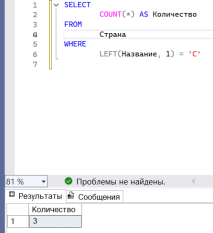 1 SELECT
2 COUNT(*) AS Количество
3 FROM
4 Страна
5 WHERE
6 LEFT(Название, 1) = 'С'
7
81 % Проблемы не найдены.
Результаты Сообщения
Количество
1 3